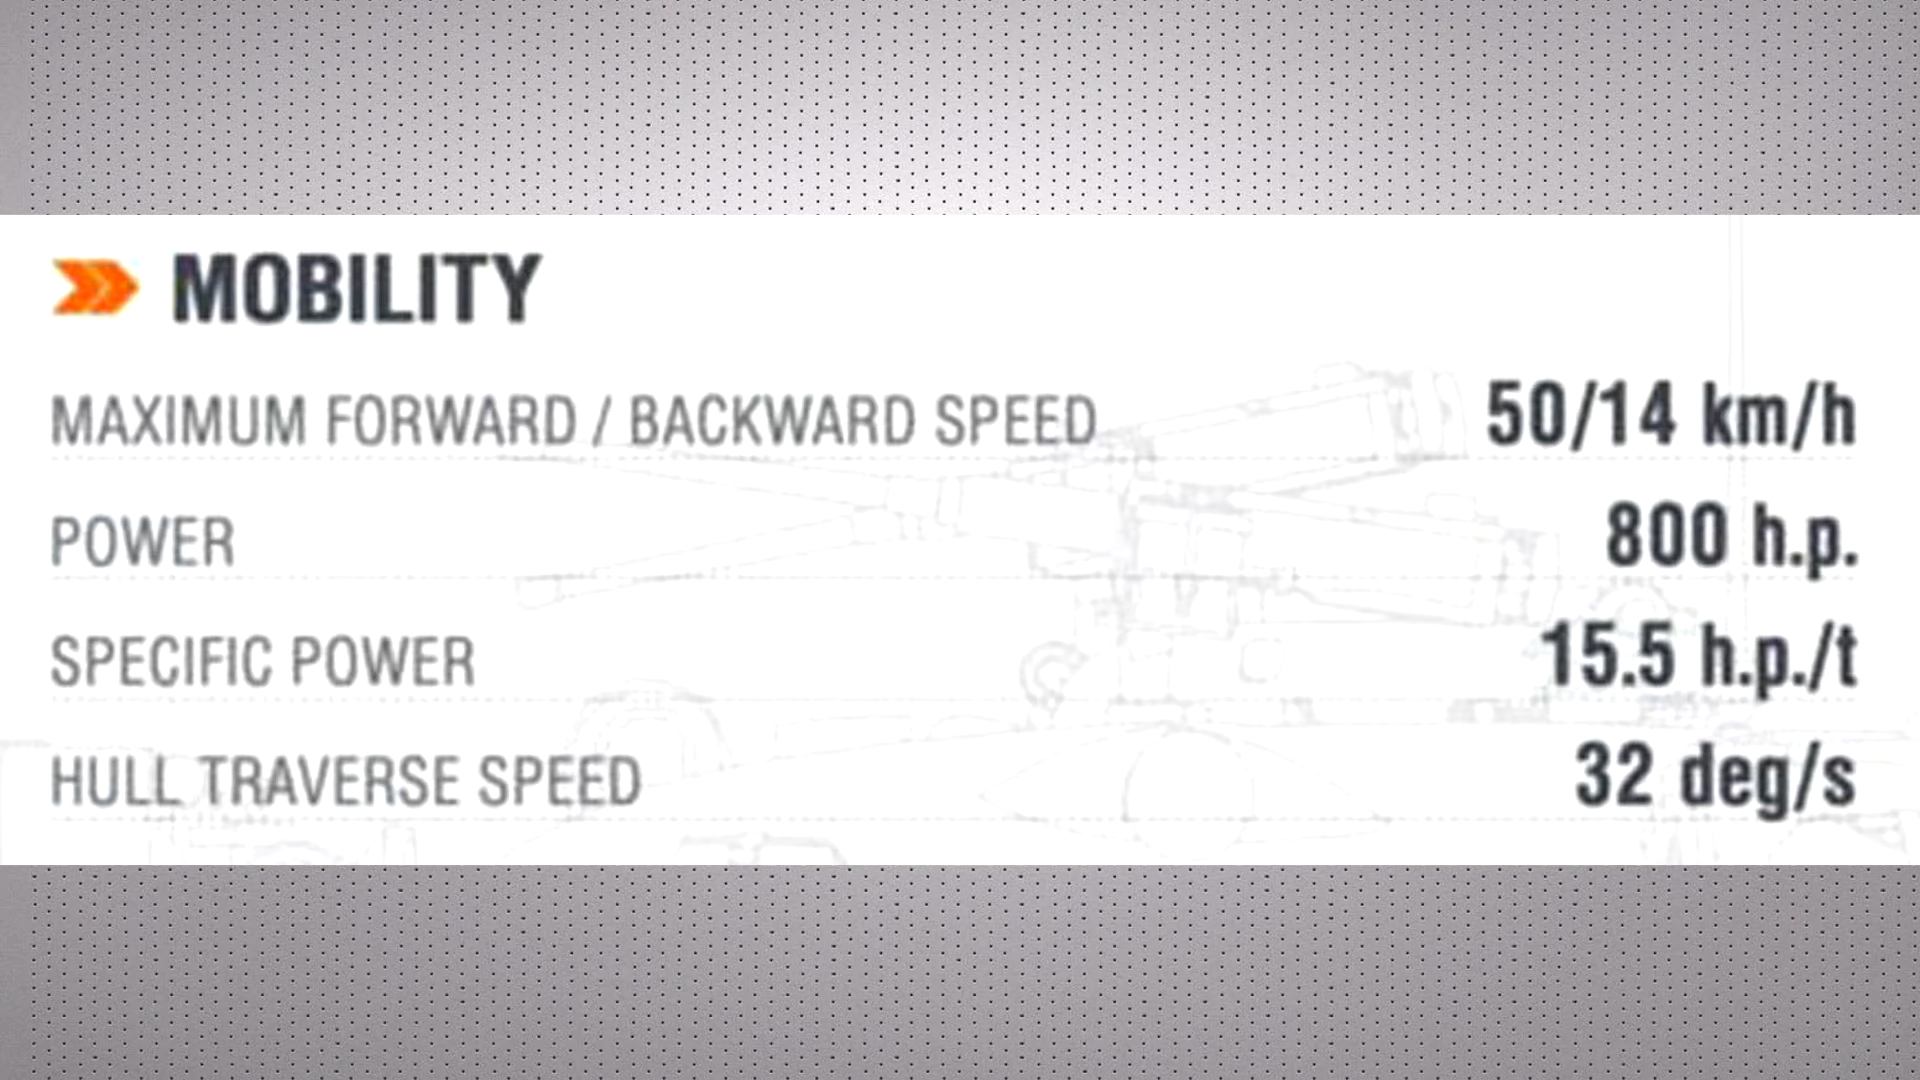 MOBILITY
MAXIMUM FORWARD / BACKWARD SPEED 50/14 km/h
POWER 800 h.p.
SPECIFIC POWER 15.5 h.p./t
HULL TRAVERSE SPEED 32 deg/s